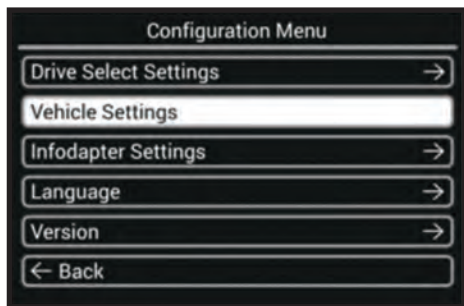 Configuration Menu
Drive Select Settings →
Vehicle Settings
Infodapter Settings →
Language →
Version →
← Back